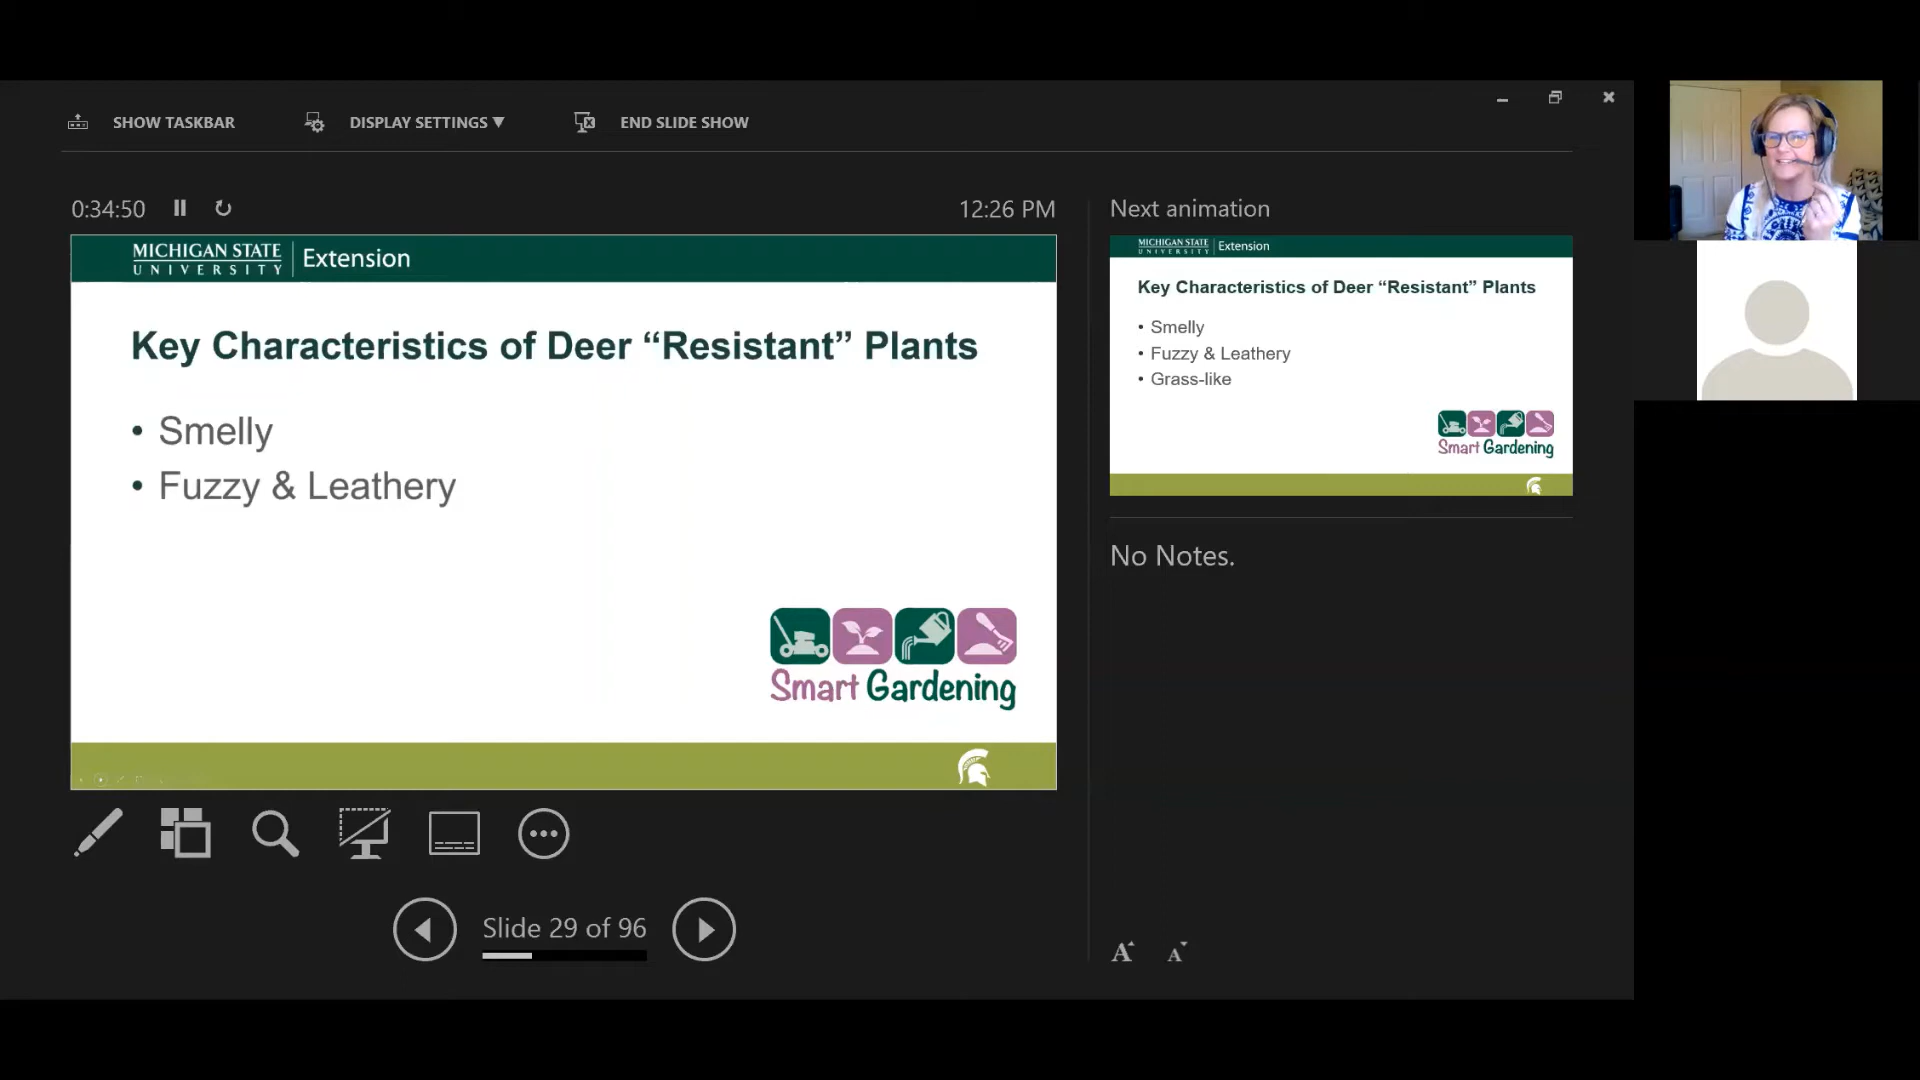 SHOW TASKBAR
DISPLAY SETTINGS ▼
END SLIDE SHOW
0:34:50
12:26 PM
MICHIGAN STATE
UNIVERSITY
Extension
Key Characteristics of Deer “Resistant” Plants
• Smelly
• Fuzzy & Leathery
Smart Gardening
Slide 29 of 96
Next animation
MICHIGAN STATE
UNIVERSITY
Extension
Key Characteristics of Deer “Resistant” Plants
• Smelly
• Fuzzy & Leathery
• Grass-like
Smart Gardening
No Notes.
A A